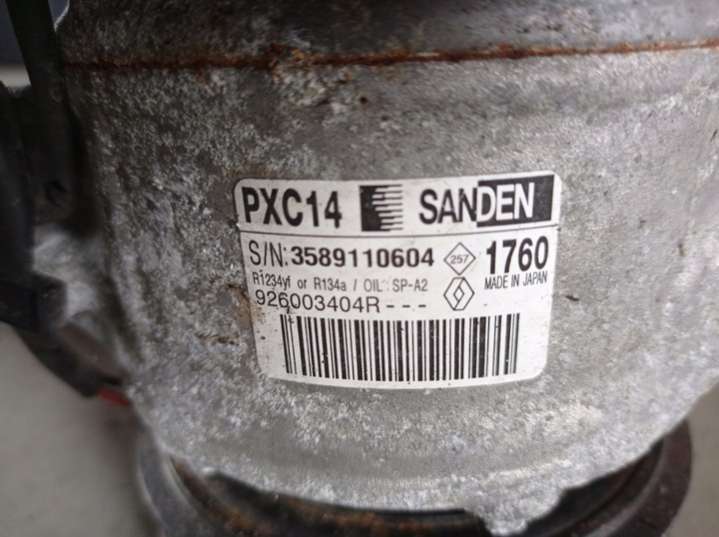 PXC14 SANDEN
S/N: 3589110604 257 1760
R1234yf or R134a / OIL: SP-A2 MADE IN JAPAN
926003404R---